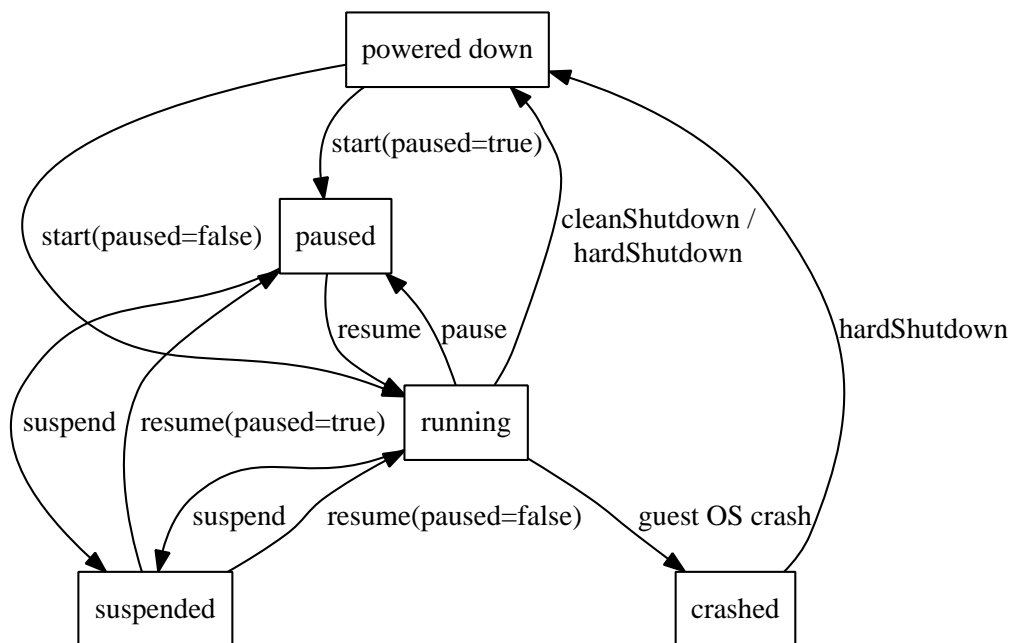 powered down
start(paused=true)
cleanShutdown /
hardShutdown
start(paused=false)
paused
hardShutdown
resume
pause
suspend
resume(paused=true)
running
suspend
resume(paused=false)
guest OS crash
suspended
crashed